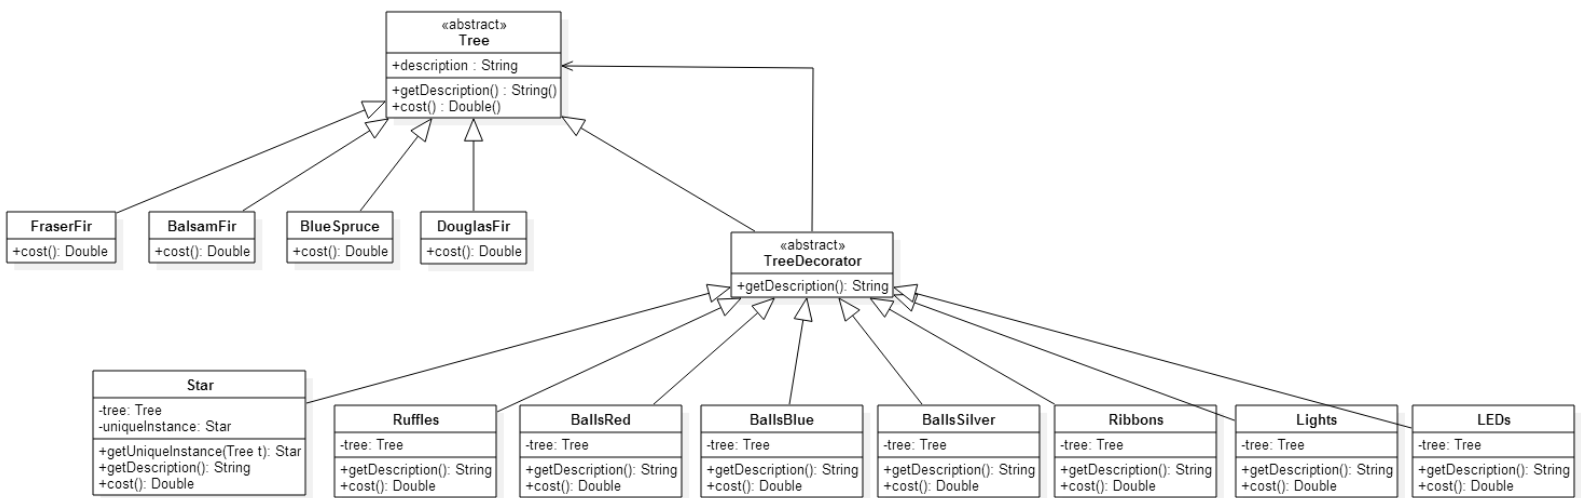 «abstract»
Tree
+description : String
+getDescription() : String()
+cost() : Double()
FraserFir
+cost(): Double
BalsamFir
+cost(): Double
BlueSpruce
+cost(): Double
DouglasFir
+cost(): Double
«abstract»
TreeDecorator
+getDescription(): String
Star
-tree: Tree
-uniqueInstance: Star
+getUniqueInstance(Tree t): Star
+getDescription(): String
+cost(): Double
Ruffles
-tree: Tree
+getDescription(): String
+cost(): Double
BallsRed
-tree: Tree
+getDescription(): String
+cost(): Double
BallsBlue
-tree: Tree
+getDescription(): String
+cost(): Double
BallsSilver
-tree: Tree
+getDescription(): String
+cost(): Double
Ribbons
-tree: Tree
+getDescription(): String
+cost(): Double
Lights
-tree: Tree
+getDescription(): String
+cost(): Double
LEDs
-tree: Tree
+getDescription(): String
+cost(): Double